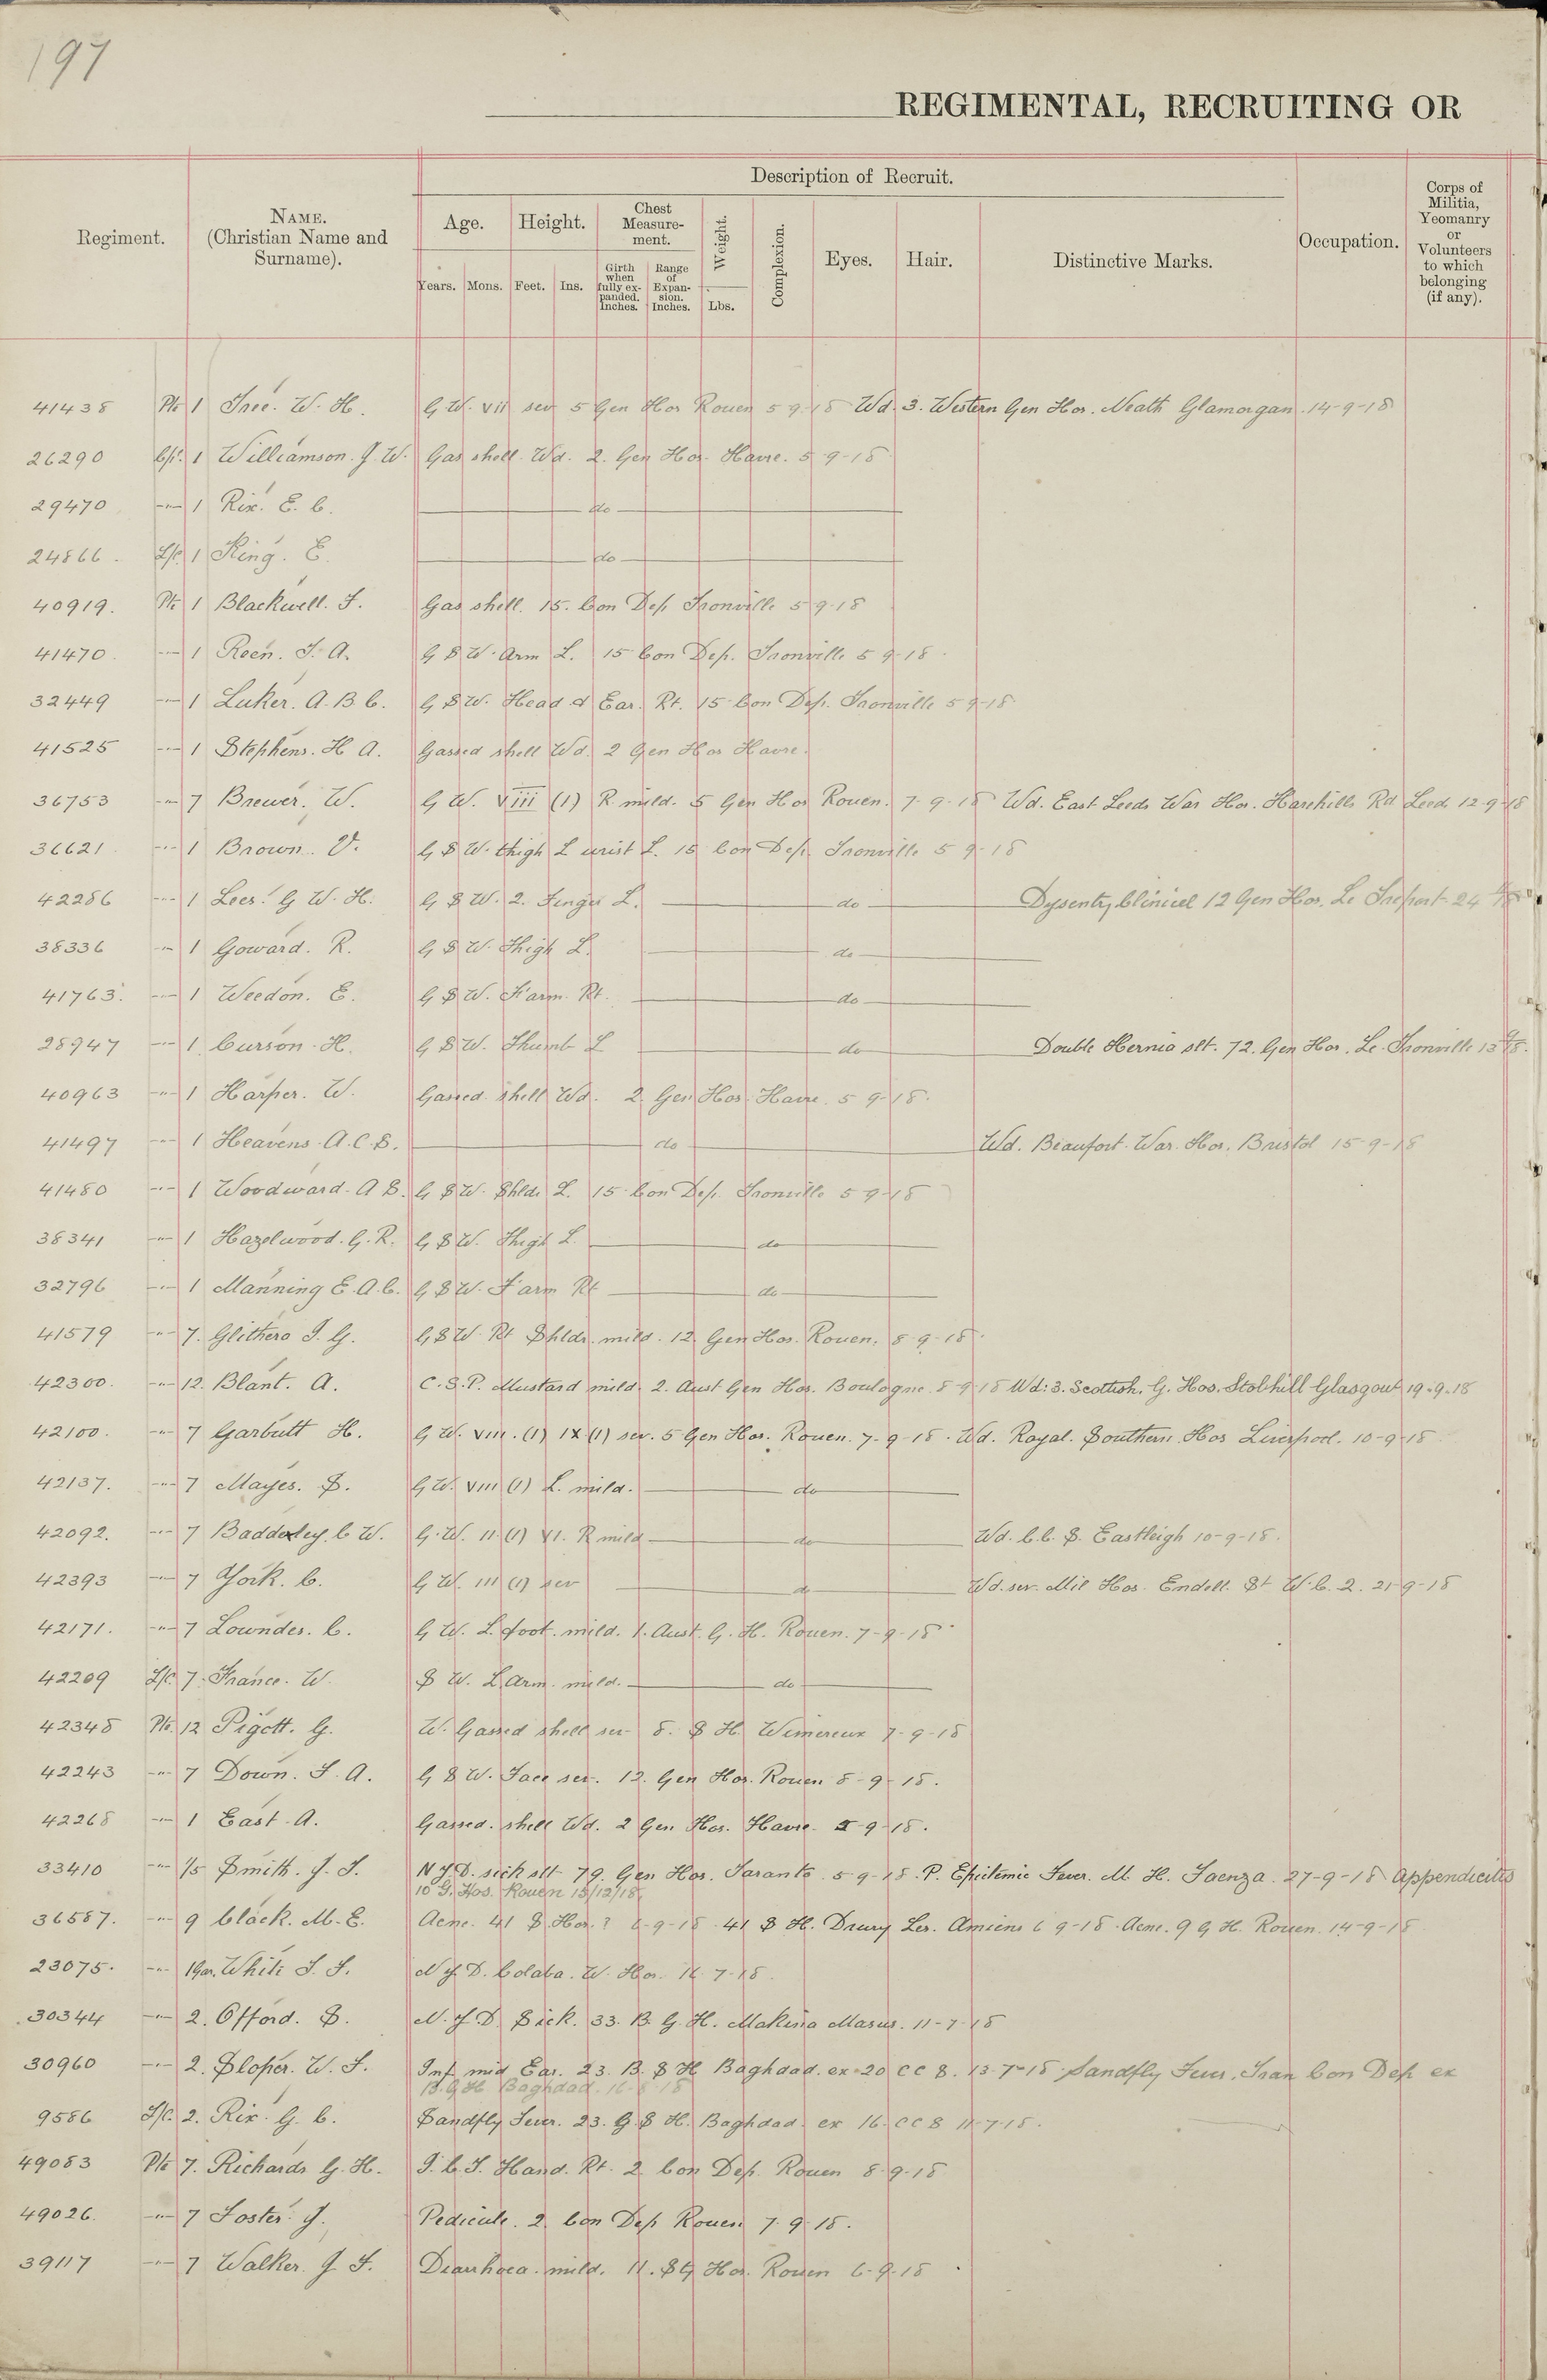 197
REGIMENTAL, RECRUITING OR
Regiment. NAME. (Christian Name and Surname). Description of Recruit. Occupation. Corps of Militia, Yeomanry or Volunteers to which belonging (if any).
Age. Height. Chest Measure-ment. Weight. Complexion. Eyes. Hair. Distinctive Marks.
Years. Mons. Feet. Ins. Girth when fully ex-panded. Inches. Range of Expan-sion. Inches. Lbs.
41438 Pte 1 Tree. W. H. G W. VII sev 5 Gen Hos Rouen 5 9-18 Wd. 3. Western Gen Hos. Neath Glamorgan. 14-9-18
26290 Cpl. 1 Williamson. J. W. Gas shell. Wd. 2. Gen Hos. Havre. 5 9-18
29470 -"- 1 Rix. E. C. do
24866. L/C. 1 King. E. do
40919. Pte 1 Blackwell. F. Gas shell. 15. Con Dep Tronville 5 9-18
41470. -"- 1 Reen. J. A. G S W. Arm L. 15 Con Dep. Tronville 5 9-18.
32449 -"- 1 Luker. A. B. C. G S W. Head & Ear. Rt. 15 Con Dep. Tronville 5 9-18.
41525 -"- 1 Stephens. H A. Gassed shell Wd. 2 Gen Hos Havre.
36753 -"- 7 Brewer. W. G W. VIII (1) R. mild. 5 Gen Hos Rouen. 7-9-18 Wd. East Leeds War Hos. Harehills Rd Leeds 12-9-18
36621 -"- 1 Brown. V. G S W. thigh L wrist L. 15 Con Dep. Tronville 5 9-18
42286 -"- 1 Lees. G W. H. G S W. 2. Finger L. do Dysentry Clinical 12 Gen Hos. Le Treport 24
38336 -"- 1 Goward. R. G S W. Thigh L. do
41763. -"- 1 Weedon. E. G S W. F'arm. Rt. do
28947 -"- 1 Curson. H. G S W. Thumb L do Double Hernia slt. 72. Gen Hos. Le. Tronville 13 9/18.
40963 -"- 1 Harper. W. Gassed shell Wd. 2. Gen Hos. Havre. 5 9-18.
41497 -"- 1 Heavens. A. C. S. do Wd. Beaufort. War. Hos. Bristol 15-9-18
41480 -"- 1 Woodward. A S. G S W. Shldr L. 15 Con Dep. Tronville 5 9-18
38341 -"- 1 Hazelwood. G. R. G S W. Thigh L. do
32796 -"- 1 Manning E. A. C. G S W. F'arm Rt do
41579 -"- 7. Glithero J. G. G S W. Rt Shldr. mild. 12. Gen Hos. Rouen. 8-9-18.
42300. -"- 12. Blant. A. C. S. P. Mustard mild. 2. Aust Gen Hos. Boulogne. 8-9-18 Wd: 3. Scottish. G. Hos. Stobhill Glasgow 19.9.18
42100. -"- 7 Garbutt H. G W. VIII. (1) IX (1) sev. 5 Gen Hos. Rouen. 7-9-18. Wd. Royal. Southern Hos Liverpool. 10-9-18
42137. -"- 7 Mayes. S. G W. VIII (1) L. mild. do
42092. -"- 7 Baddeley. C W. G. W. II (1) VI. R mild do Wd. C. C. S. Eastleigh 10-9-18.
42393 -"- 7 York. C. G W. III (1) sev do Wd. sev. Mil Hos. Endell. St W. C. 2. 21-9-18
42171. -"- 7 Lowndes. C. G W. L. foot. mild. 1. Aust. G. H. Rouen. 7-9-18
42209 L/C. 7. France. W. S W. L Arm. mild. do
42348 Pte. 12 Pigott. G. W. Gassed shell sev 8. S H. Wimereux 7-9-18
42243 -"- 7 Down. F. A. G S W. Face sev. 12. Gen Hos. Rouen 8-9-18.
42268 -"- 1 East. A. Gassed. shell Wd. 2 Gen Hos. Havre. 5-9-18.
33410 -"- 1/5 Smith. J. T. N Y. D. sick slt 79. Gen Hos. Taranto 5-9-18. P. Epitemic Fever. M. H. Faenza. 27-9-18 Appendicitis
10 G. Hos. Rouen 13/12/18.
36587. -"- 9 Clack. M. E. Acne. 41 S. Hos. ? 6-9-18. 41 S H. Drury Ler. Amiens 6 9-18. Acne. 9 G H. Rouen. 14-9-18
23075. -"- 1Gar. White J. T. N Y. D. Colaba. W. Hos. 16-7-18.
30344 -"- 2. Offord. S. N. Y. D. Sick. 33. B. G. H. Makina Masus. 11-7-18
30960 -"- 2. Sloper. W. F. Inf. mid Ear. 23. B. S H Baghdad. ex 20 CC S. 13-7-18 Sandfly Fever. Tran Con Dep ex
B. G H Baghdad. 16-8-18
9586 L/C. 2. Rix. G. C. Sandfly Fever. 23. B S H. Baghdad. ex 16. CC S 11-7-18.
49083 Pte 7. Richards G. H. I. C. T. Hand. Rt. 2. Con Dep. Rouen 8-9-18
49026. -"- 7 Foster. J. Pedicule. 2. Con Dep Rouen 7-9-18.
39117 -"- 7 Walker. J. F. Diarrhoea. mild. 11. Sty Hos. Rouen 6-9-18